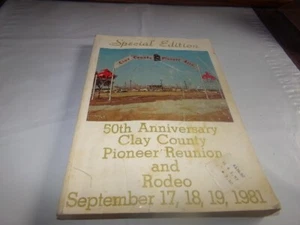 Special Edition
50th Anniversary
Clay County
Pioneer Reunion
and
Rodeo
September 17, 18, 19, 1981